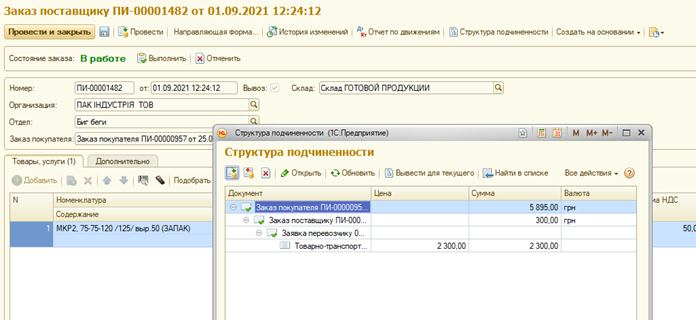 Заказ поставщику ПИ-00001482 от 01.09.2021 12:24:12
Провести и закрыть Провести Направляющая форма... История изменений Дт Кт Отчет по движениям Структура подчиненности Создать на основании
Состояние заказа: В работе Выполнить Отменить
Номер: ПИ-00001482 от: 01.09.2021 12:24:12 Вывоз: Склад: Склад ГОТОВОЙ ПРОДУКЦИИ
Организация: ПАК ІНДУСТРІЯ ТОВ
Отдел: Биг беги
Заказ покупателя: Заказ покупателя ПИ-00000957 от 25.0
Товары, услуги (1) Дополнительно
Добавить Подобрать
N Номенклатура
Содержание
НДС
1 МКР2, 75-75-120 /125/ выр.50 (ЗАПАК) 50,0
Структура подчиненности (1С:Предприятие) M M+ M-
Структура подчиненности
Открыть Обновить Вывести для текущего Найти в списке Все действия
Документ Цена Сумма Валюта
Заказ покупателя ПИ-0000095... 5 895,00 грн
Заказ поставщику ПИ-000... 300,00 грн
Заявка перевозчику 0...
Товарно-транспорт... 2 300,00 2 300,00